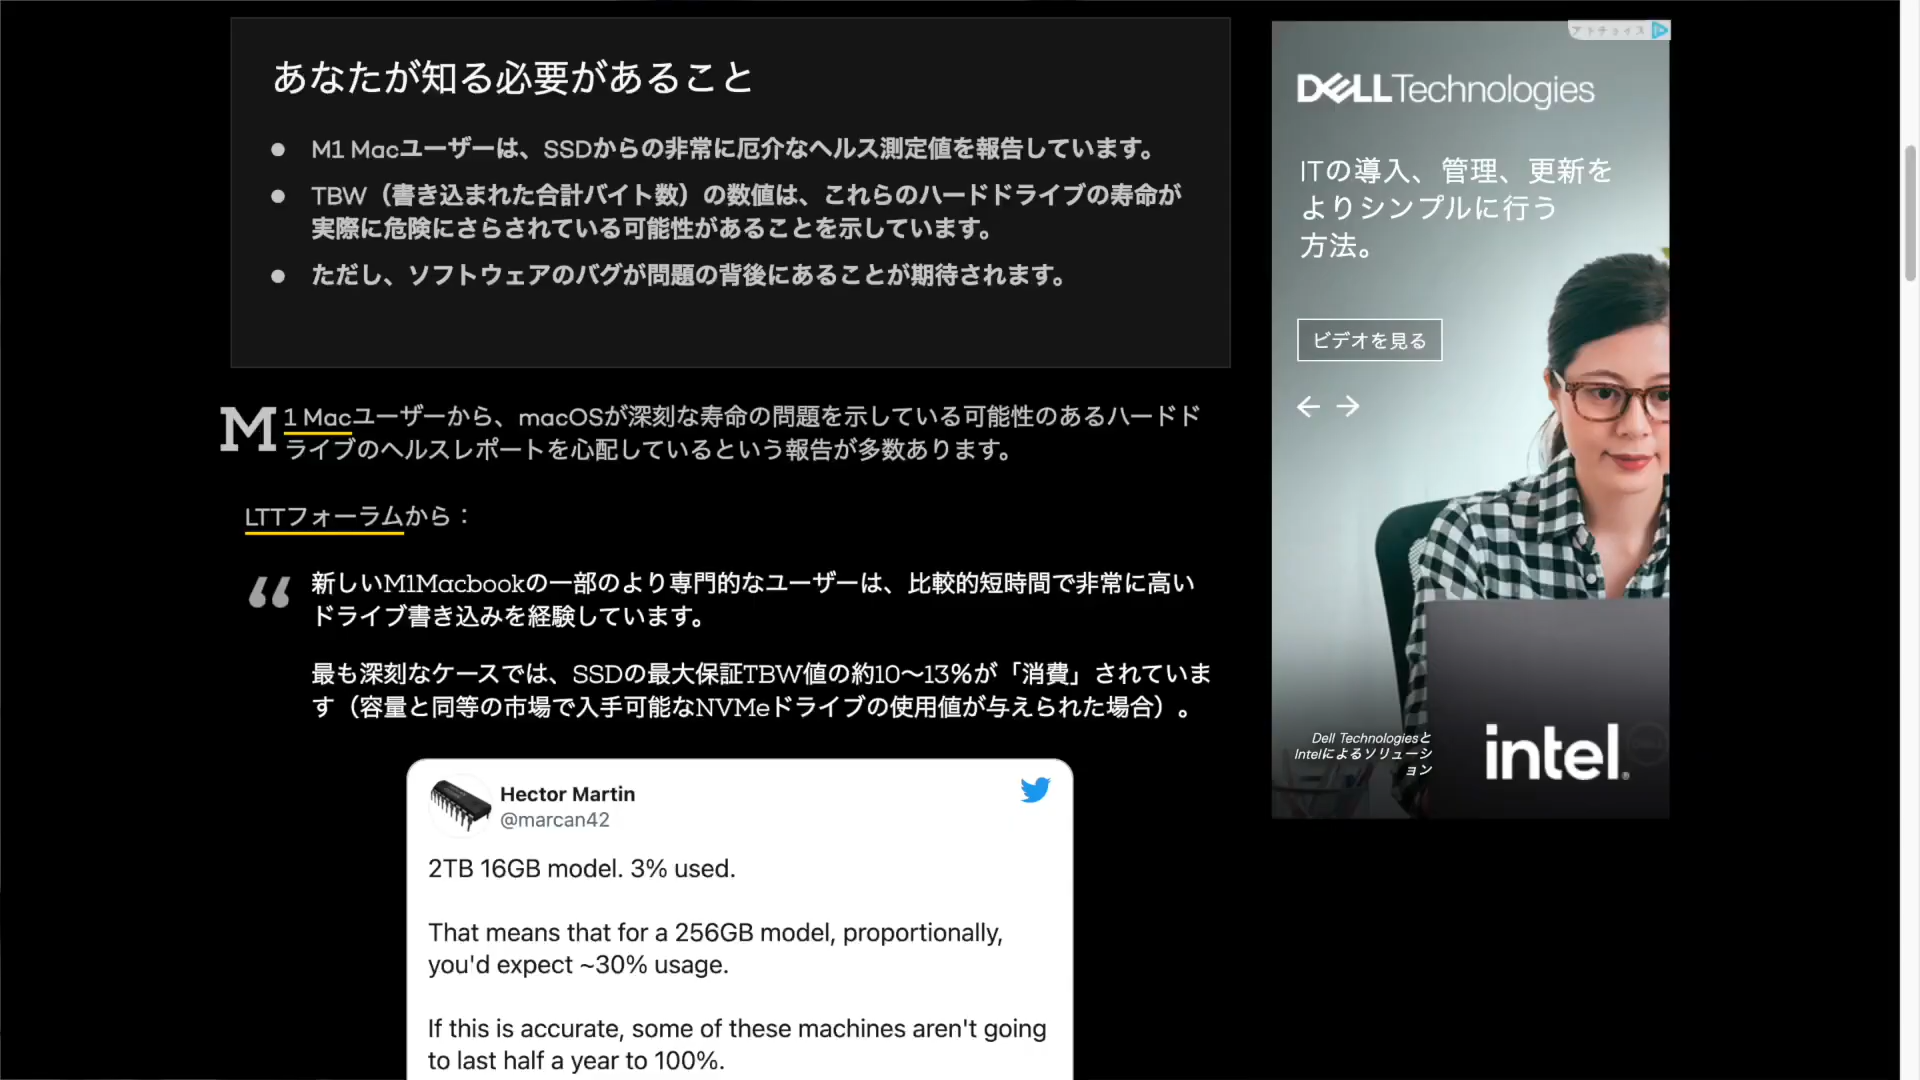 あなたが知る必要があること
● M1 Macユーザーは、SSDからの非常に厄介なヘルス測定値を報告しています。
● TBW（書き込まれた合計バイト数）の数値は、これらのハードドライブの寿命が
実際に危険にさらされている可能性があることを示しています。
● ただし、ソフトウェアのバグが問題の背後にあることが期待されます。
M1 Macユーザーから、macOSが深刻な寿命の問題を示している可能性のあるハードド
ライブのヘルスレポートを心配しているという報告が多数あります。
LTTフォーラムから：
“ 新しいM1Macbookの一部のより専門的なユーザーは、比較的短時間で非常に高い
ドライブ書き込みを経験しています。
最も深刻なケースでは、SSDの最大保証TBW値の約10〜13％が「消費」されていま
す（容量と同等の市場で入手可能なNVMeドライブの使用値が与えられた場合）。
Hector Martin
@marcan42
2TB 16GB model. 3% used.
That means that for a 256GB model, proportionally,
you'd expect ~30% usage.
If this is accurate, some of these machines aren't going
to last half a year to 100%.
アドチョイス
DELLTechnologies
ITの導入、管理、更新を
よりシンプルに行う
方法。
ビデオを見る
← →
Dell Technologiesと
Intelによるソリューシ
ョン
intel.